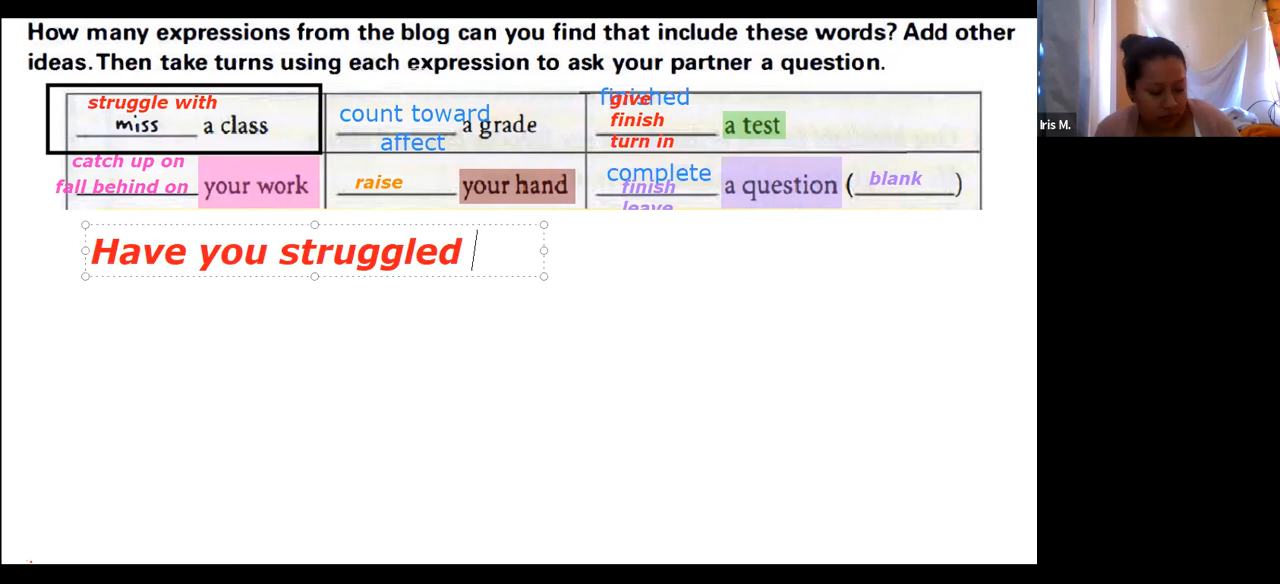 How many expressions from the blog can you find that include these words? Add other
ideas. Then take turns using each expression to ask your partner a question.
struggle with
miss a class
count toward
a grade
affect
finished
give
finish
turn in
a test
catch up on
fall behind on your work
raise your hand
complete
finish
leave
a question ( blank )
Have you struggled
Iris M.